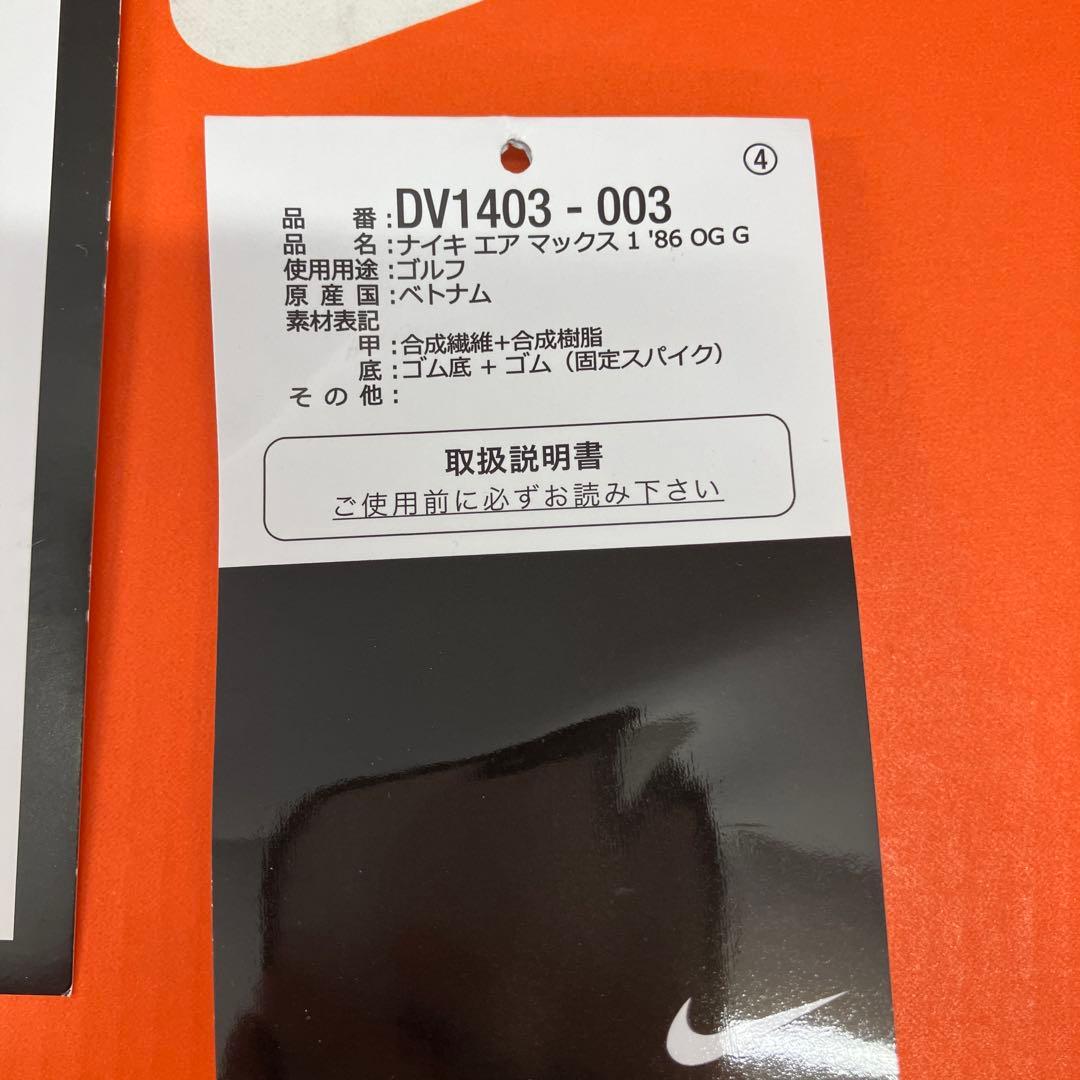 ④
品番:DV1403 - 003
品名:ナイキ エア マックス 1 '86 OG G
使用用途:ゴルフ
原産国:ベトナム
素材表記
甲:合成繊維+合成樹脂
底:ゴム底 + ゴム（固定スパイク）
その他:
取扱説明書
ご使用前に必ずお読み下さい